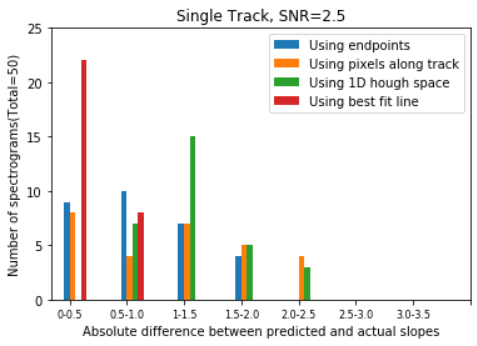 Single Track, SNR=2.5
Number of spectrograms(Total=50)
25
20
15
10
5
0
Using endpoints
Using pixels along track
Using 1D hough space
Using best fit line
0-0.5 0.5-1.0 1-1.5 1.5-2.0 2.0-2.5 2.5-3.0 3.0-3.5
Absolute difference between predicted and actual slopes